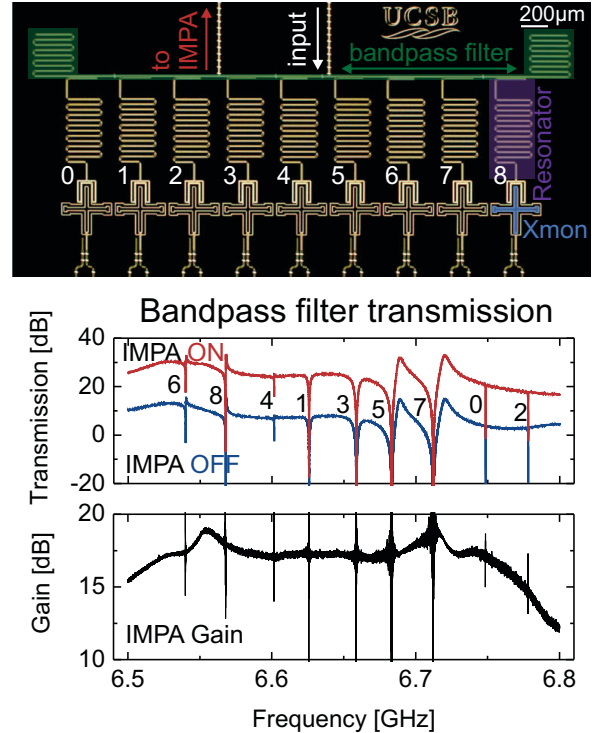 to IMPA
input
UCSB
200μm
bandpass filter
Resonator
0 1 2 3 4 5 6 7 8
Xmon
Bandpass filter transmission
Transmission [dB]
40
20
0
-20
IMPA ON
6 8 4 1 3 5 7 0 2
IMPA OFF
Gain [dB]
20
15
10
IMPA Gain
6.5 6.6 6.7 6.8
Frequency [GHz]